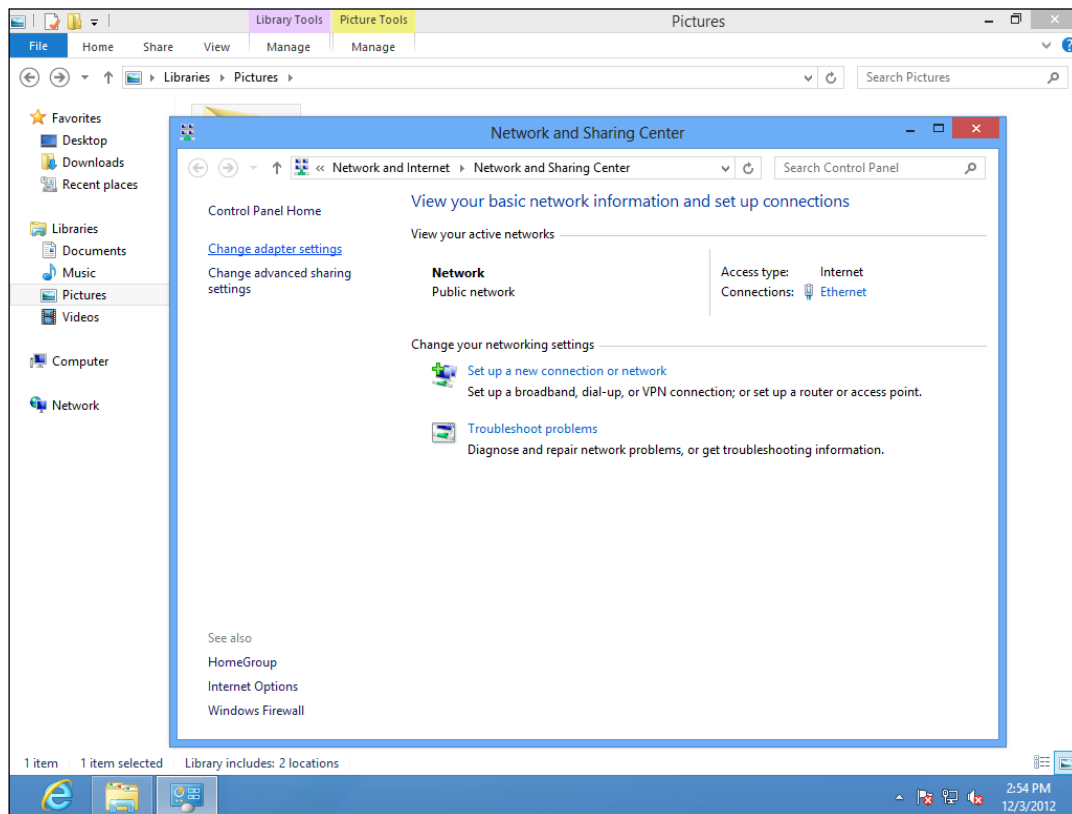 Library Tools Picture Tools Pictures
File Home Share View Manage Manage
Libraries Pictures Search Pictures
Favorites
Desktop
Downloads
Recent places
Libraries
Documents
Music
Pictures
Videos
Computer
Network
Network and Sharing Center
« Network and Internet Network and Sharing Center Search Control Panel
Control Panel Home
Change adapter settings
Change advanced sharing
settings
View your basic network information and set up connections
View your active networks
Network
Public network
Access type: Internet
Connections: Ethernet
Change your networking settings
Set up a new connection or network
Set up a broadband, dial-up, or VPN connection; or set up a router or access point.
Troubleshoot problems
Diagnose and repair network problems, or get troubleshooting information.
See also
HomeGroup
Internet Options
Windows Firewall
1 item 1 item selected Library includes: 2 locations
2:54 PM
12/3/2012